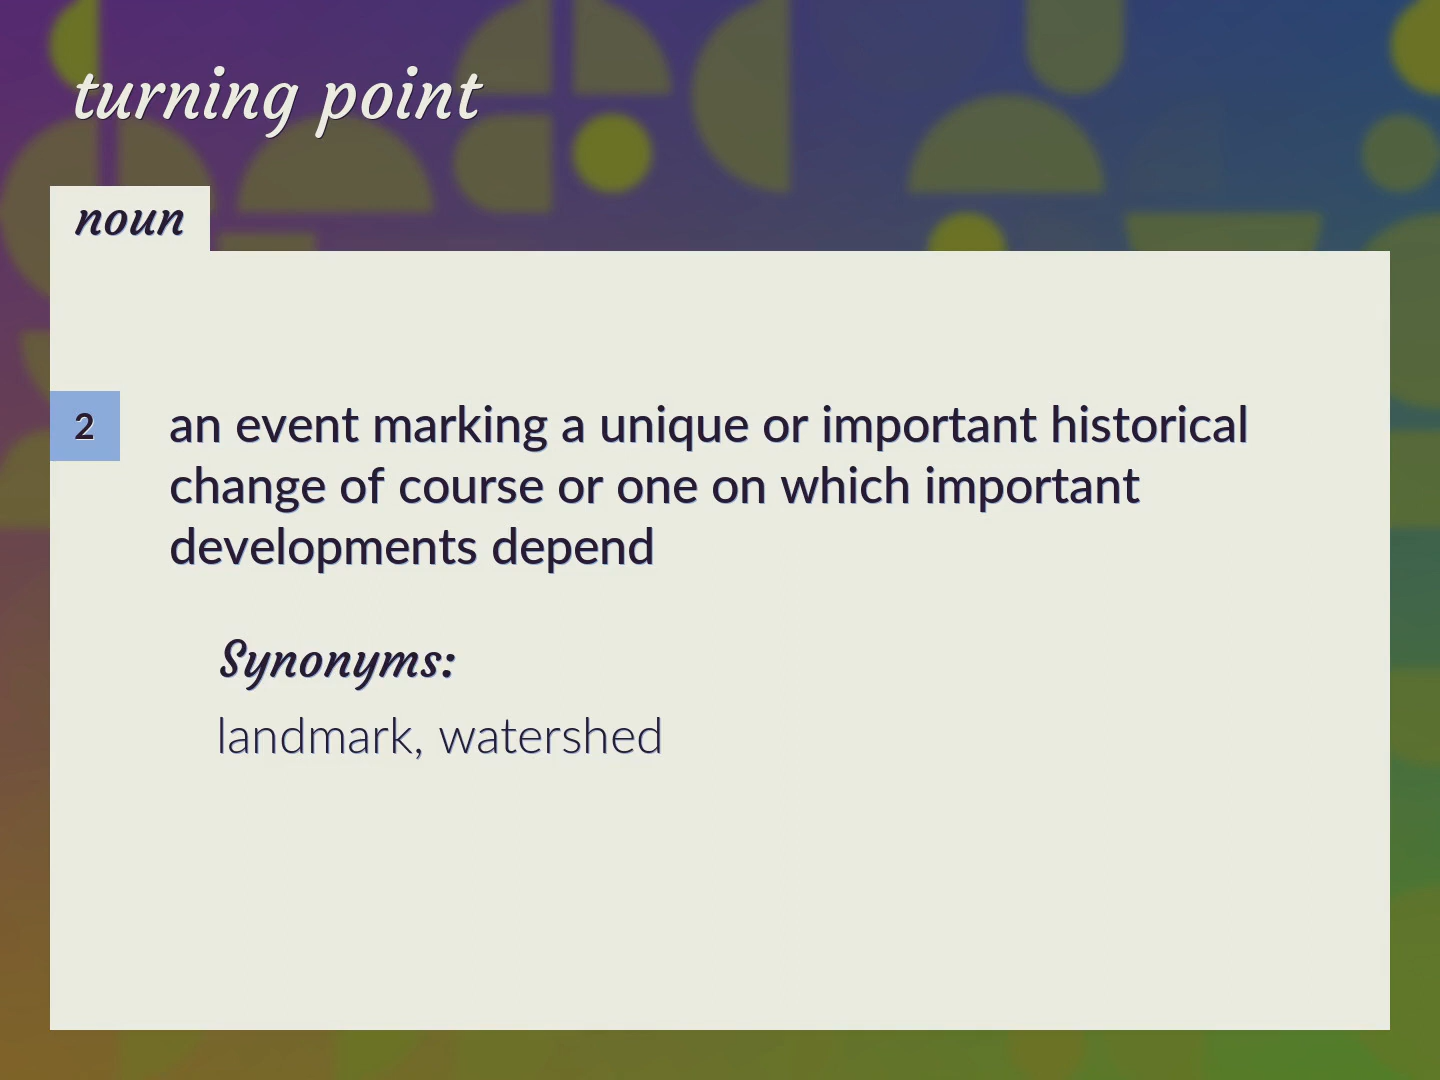 turning point
noun
2
an event marking a unique or important historical
change of course or one on which important
developments depend
Synonyms:
landmark, watershed